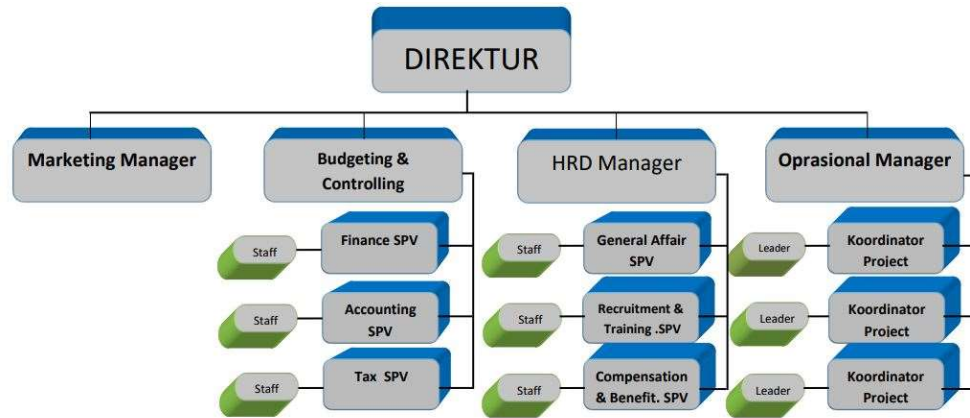 DIREKTUR
Marketing Manager
Budgeting &
Controlling
HRD Manager
Oprasional Manager
Staff
Finance SPV
Staff
General Affair
SPV
Leader
Koordinator
Project
Staff
Accounting
SPV
Staff
Recruitment &
Training .SPV
Leader
Koordinator
Project
Staff
Tax SPV
Staff
Compensation
& Benefit. SPV
Leader
Koordinator
Project